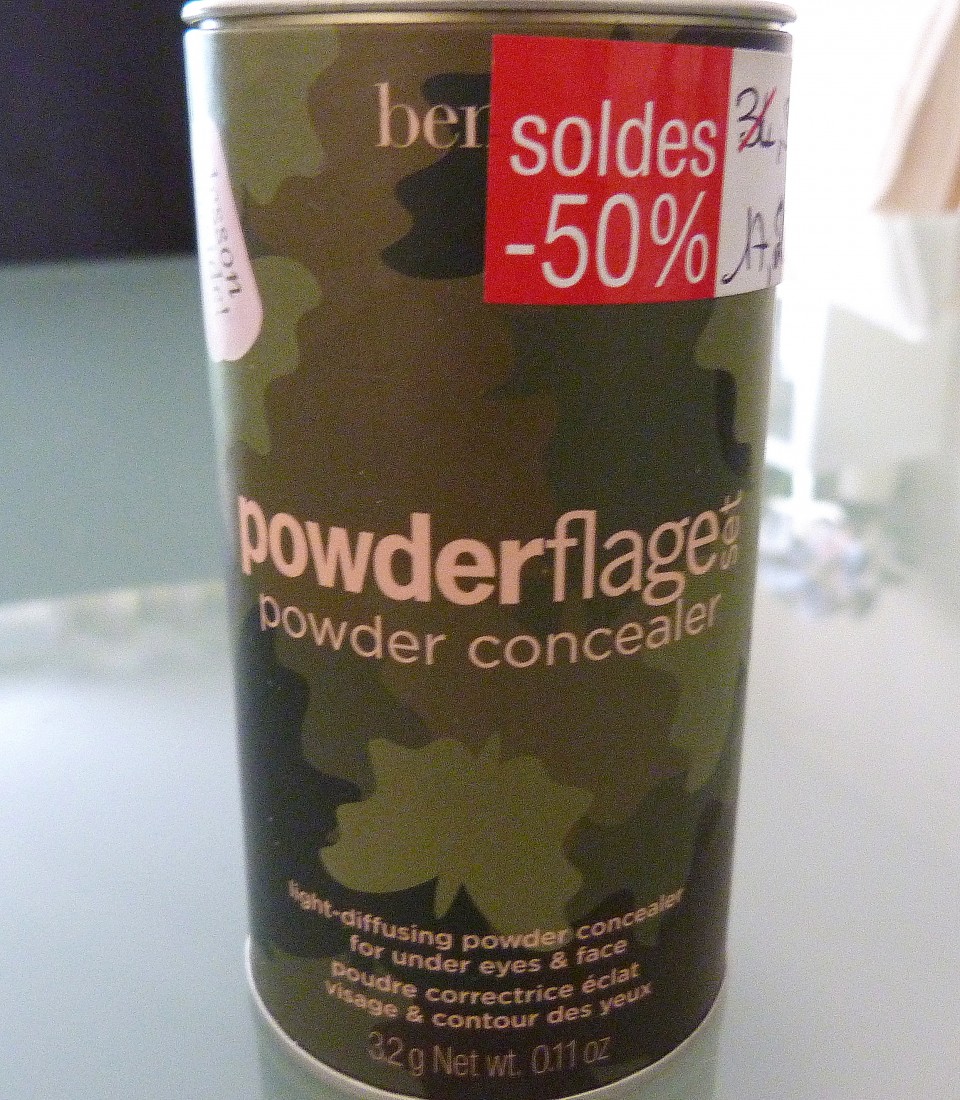 ben
soldes
-50%
powderflage set
powder concealer
light-diffusing powder concealer
for under eyes & face
poudre correctrice éclat
visage & contour des yeux
3.2 g Net wt. 0.11 oz